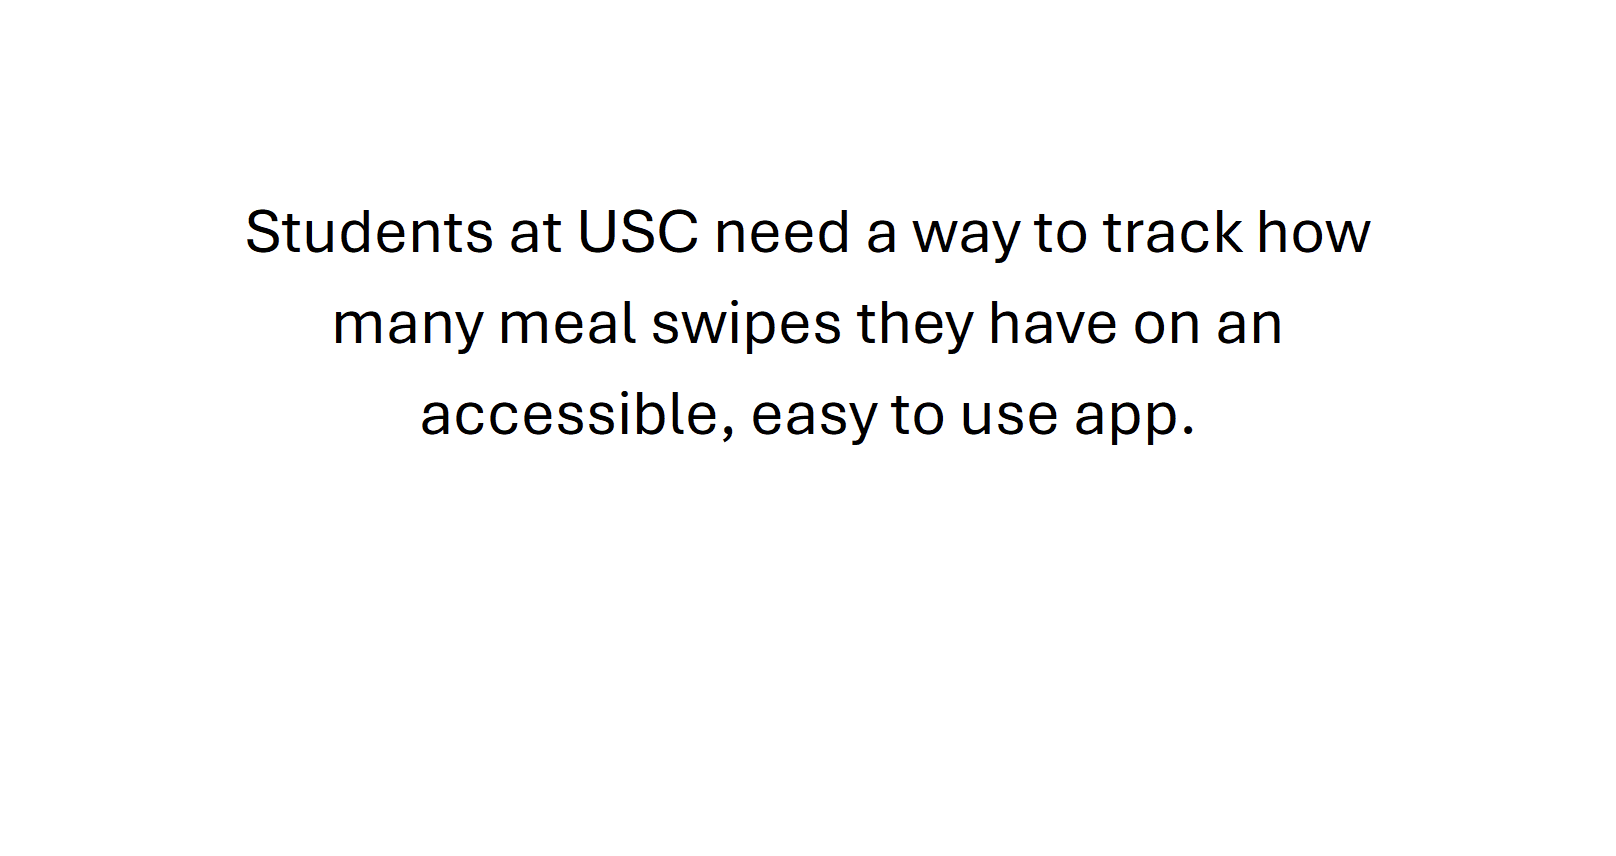 Students at USC need a way to track how
many meal swipes they have on an
accessible, easy to use app.